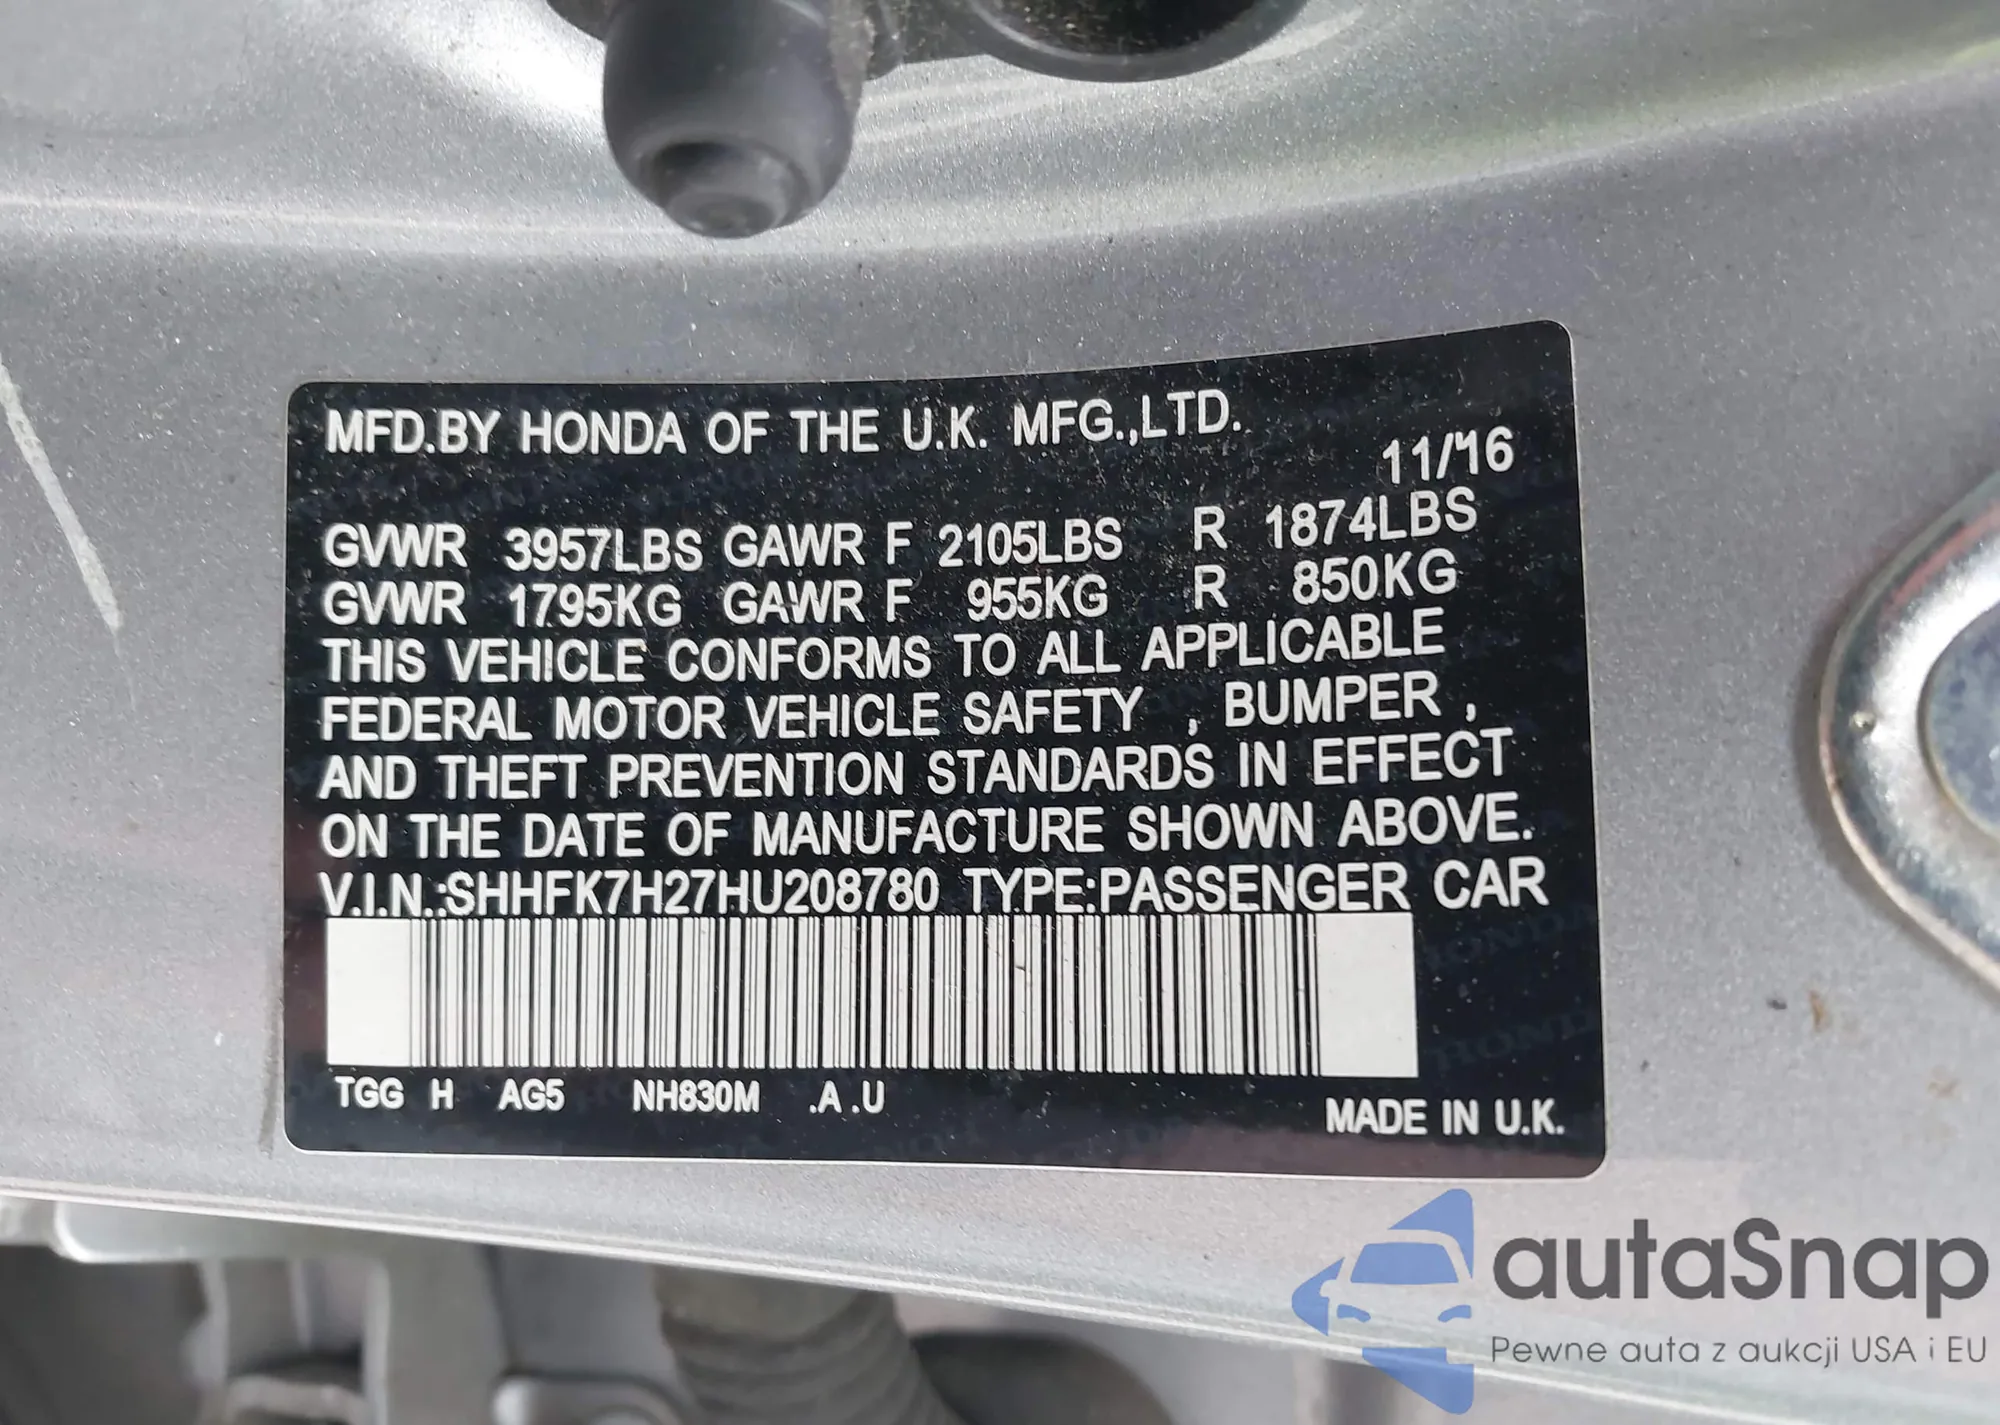 MFD.BY HONDA OF THE U.K. MFG.,LTD.
11/16
GVWR 3957LBS GAWR F 2105LBS R 1874LBS
GVWR 1795KG GAWR F 955KG R 850KG
THIS VEHICLE CONFORMS TO ALL APPLICABLE
FEDERAL MOTOR VEHICLE SAFETY , BUMPER ,
AND THEFT PREVENTION STANDARDS IN EFFECT
ON THE DATE OF MANUFACTURE SHOWN ABOVE.
V.I.N.:SHHFK7H27HU208780 TYPE:PASSENGER CAR
TGG H AG5 NH830M .A .U
MADE IN U.K.
autaSnap
Pewne auta z aukcji USA i EU